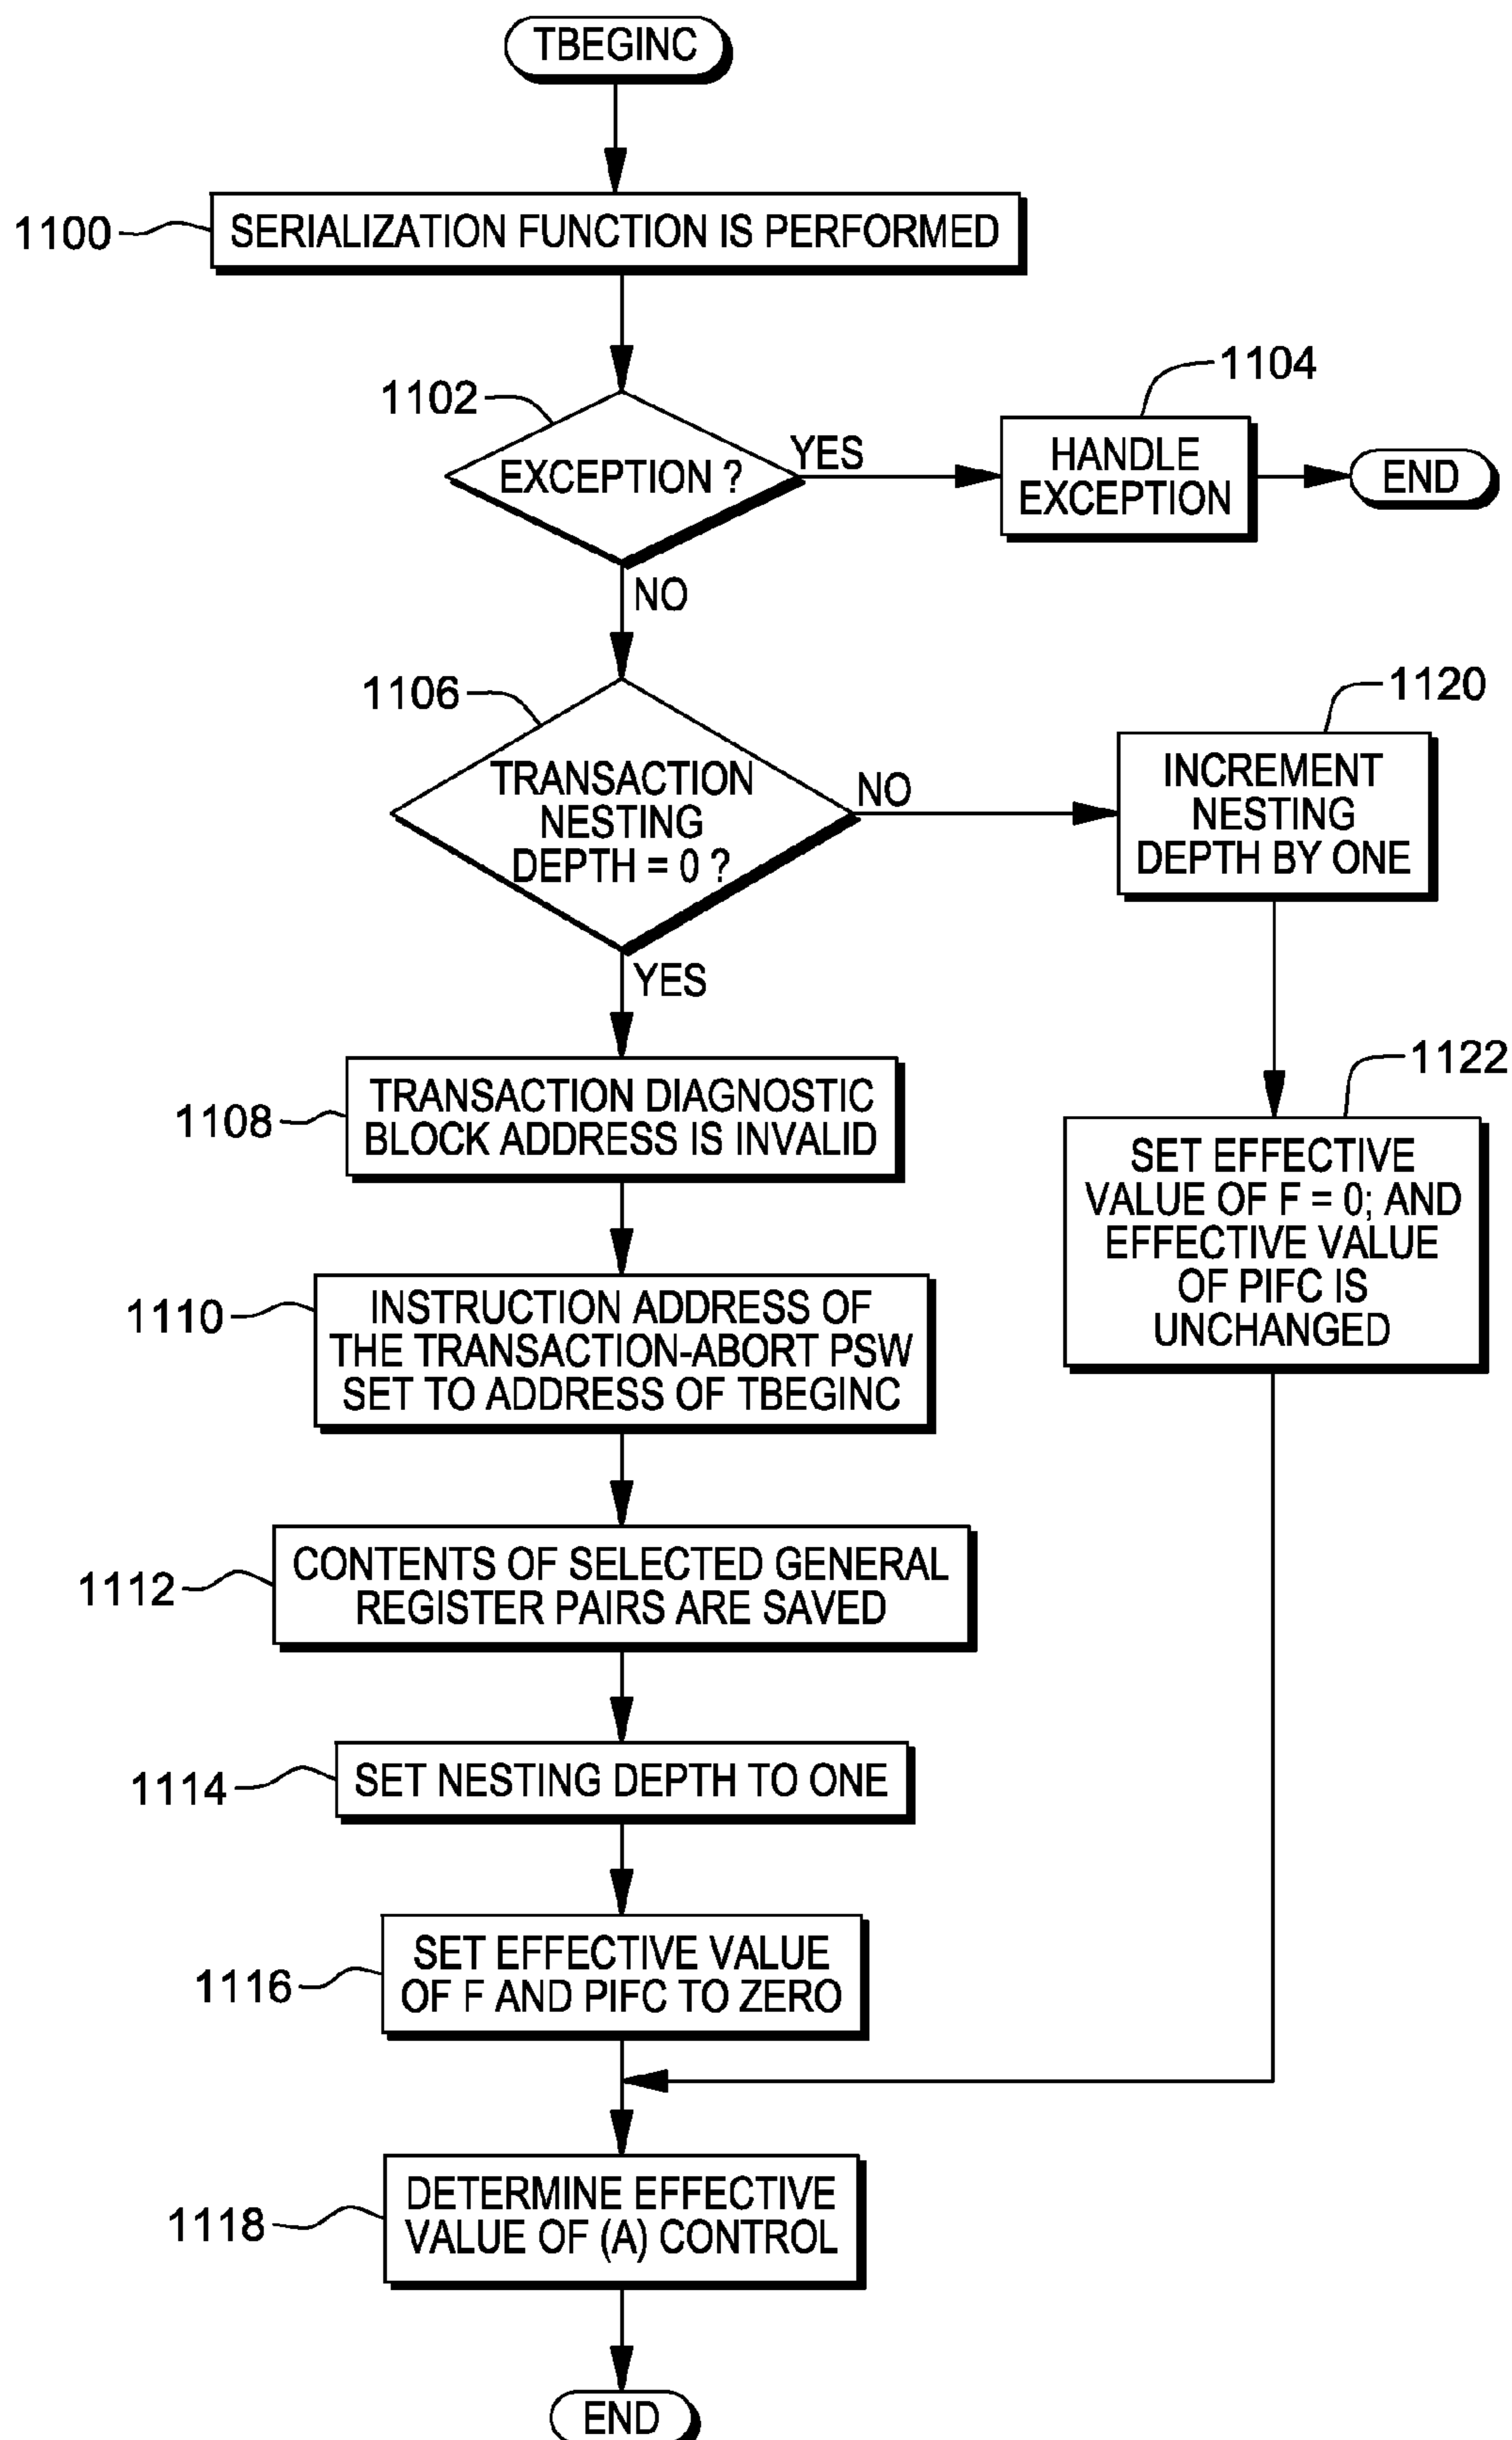 TBEGINC
1100
SERIALIZATION FUNCTION IS PERFORMED
1102
EXCEPTION ?
YES
1104
HANDLE
EXCEPTION
END
NO
1106
TRANSACTION
NESTING
DEPTH = 0 ?
NO
1120
INCREMENT
NESTING
DEPTH BY ONE
YES
1122
SET EFFECTIVE
VALUE OF F = 0; AND
EFFECTIVE VALUE
OF PIFC IS
UNCHANGED
1108
TRANSACTION DIAGNOSTIC
BLOCK ADDRESS IS INVALID
1110
INSTRUCTION ADDRESS OF
THE TRANSACTION-ABORT PSW
SET TO ADDRESS OF TBEGINC
1112
CONTENTS OF SELECTED GENERAL
REGISTER PAIRS ARE SAVED
1114
SET NESTING DEPTH TO ONE
1116
SET EFFECTIVE VALUE
OF F AND PIFC TO ZERO
1118
DETERMINE EFFECTIVE
VALUE OF (A) CONTROL
END